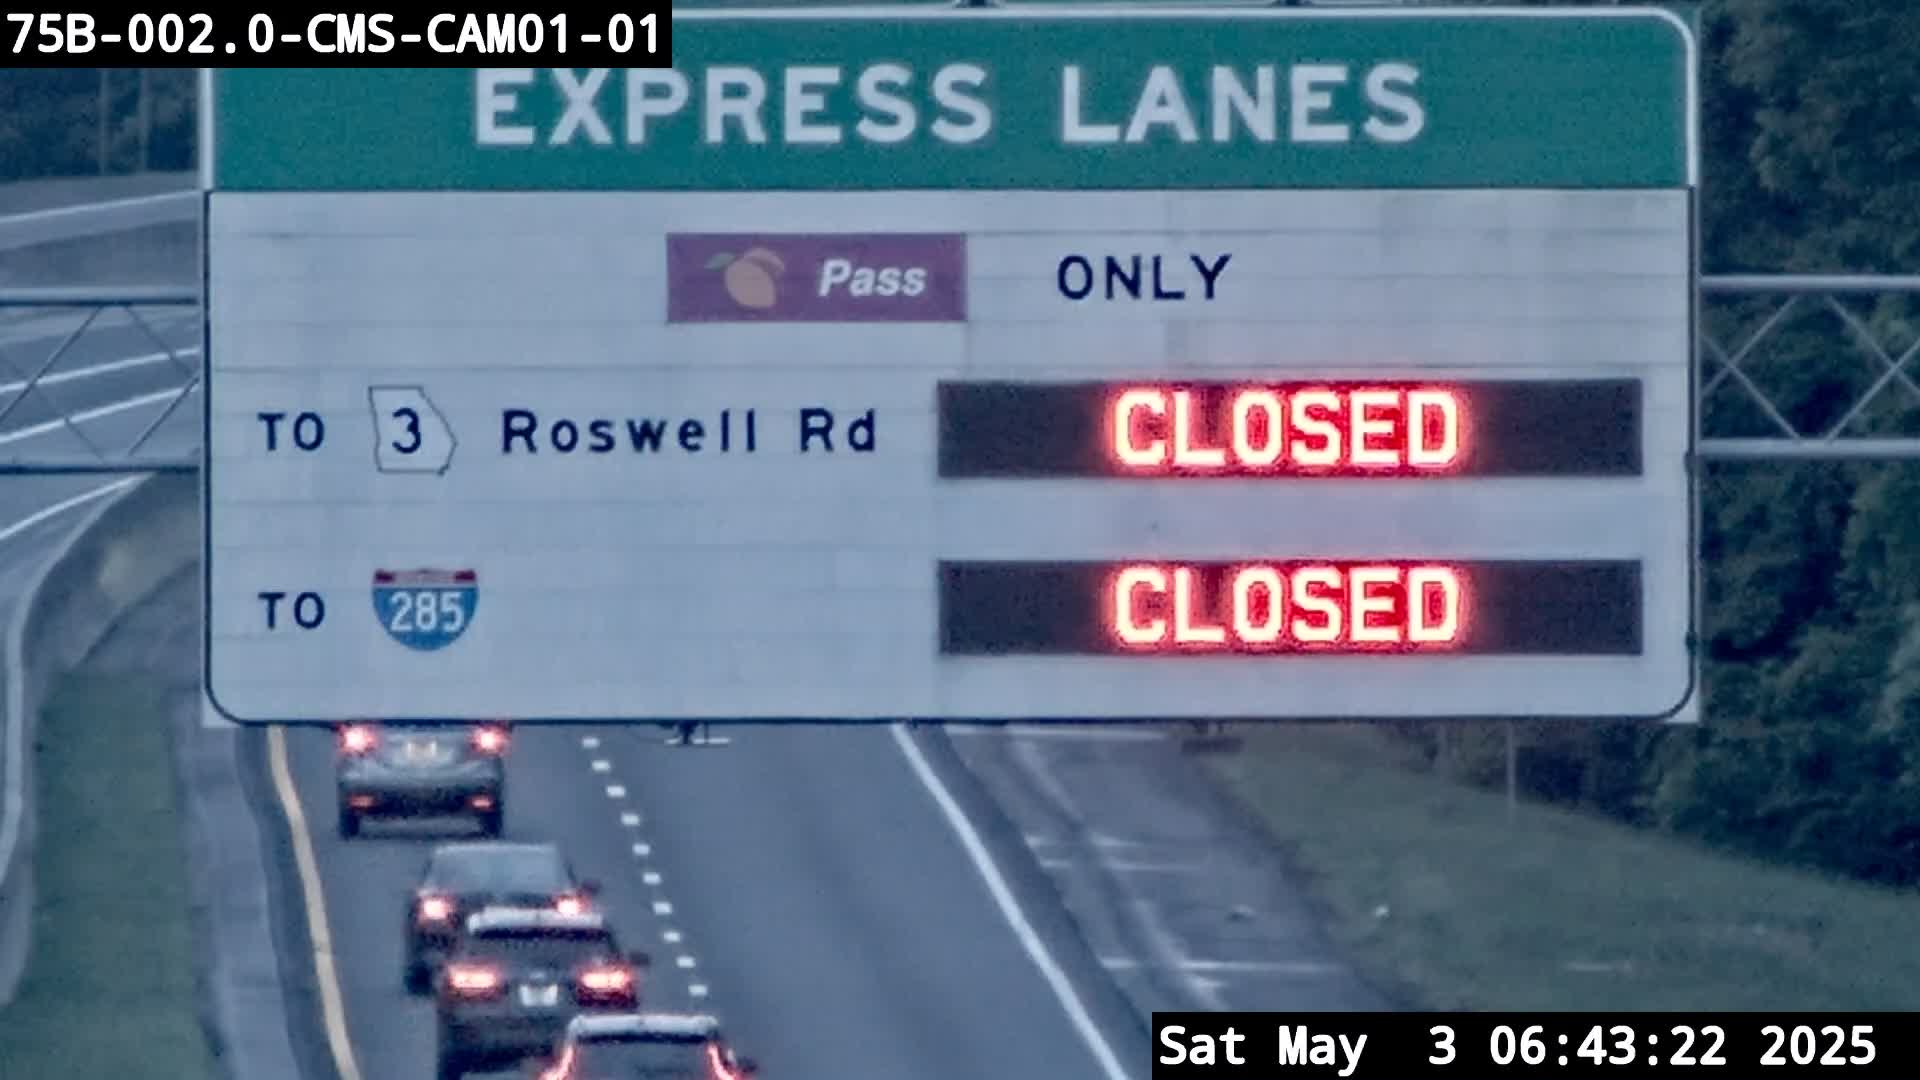 75B-002.0-CMS-CAM01-01
EXPRESS LANES
Pass ONLY
TO 3 Roswell Rd CLOSED
TO 285 CLOSED
Sat May 3 06:43:22 2025